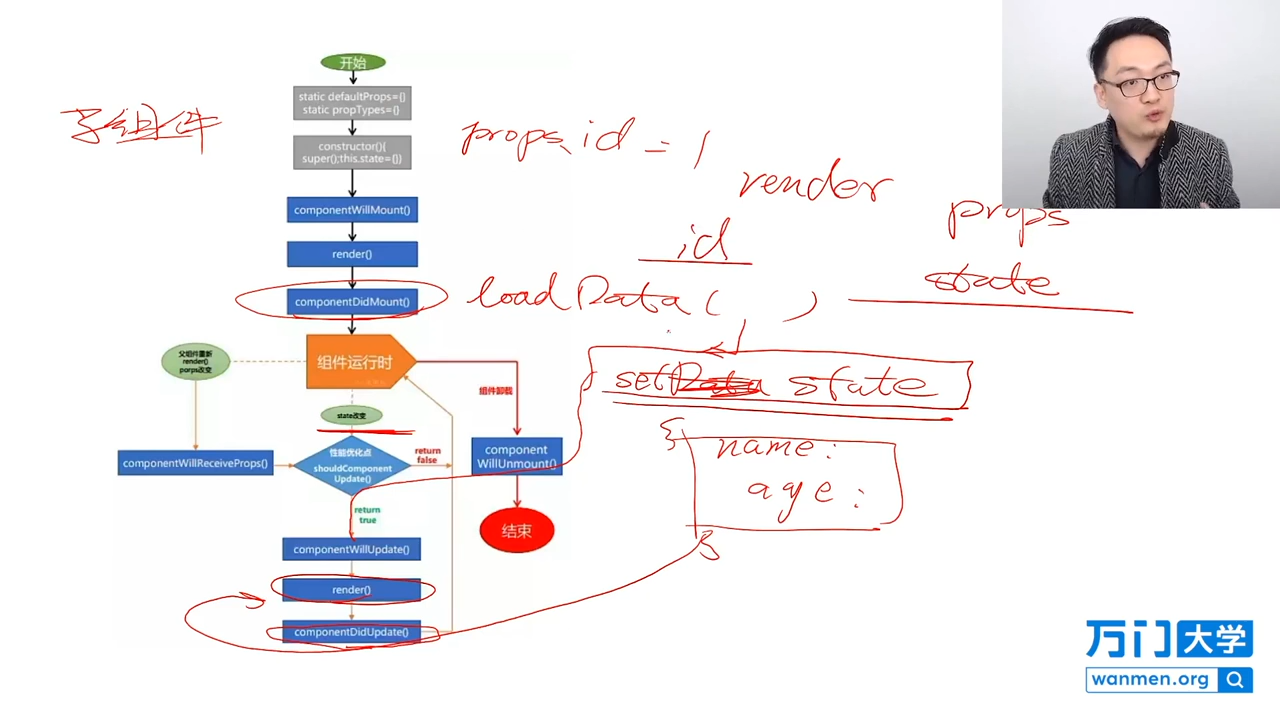 开始
static defaultProps={}
static propTypes={}
constructor(){
super();this.state={}}
componentWillMount()
render()
componentDidMount()
组件运行时
父组件重新
render()
porps改变
组件卸载
state改变
componentWillReceiveProps()
性能优化点
shouldComponent
Update()
return
false
component
WillUnmount()
return
true
结束
componentWillUpdate()
render()
componentDidUpdate()
子组件
props.id = 1
render
props
state
id
loadData( )
setData state
{
name:
age:
}
万门大学
wanmen.org